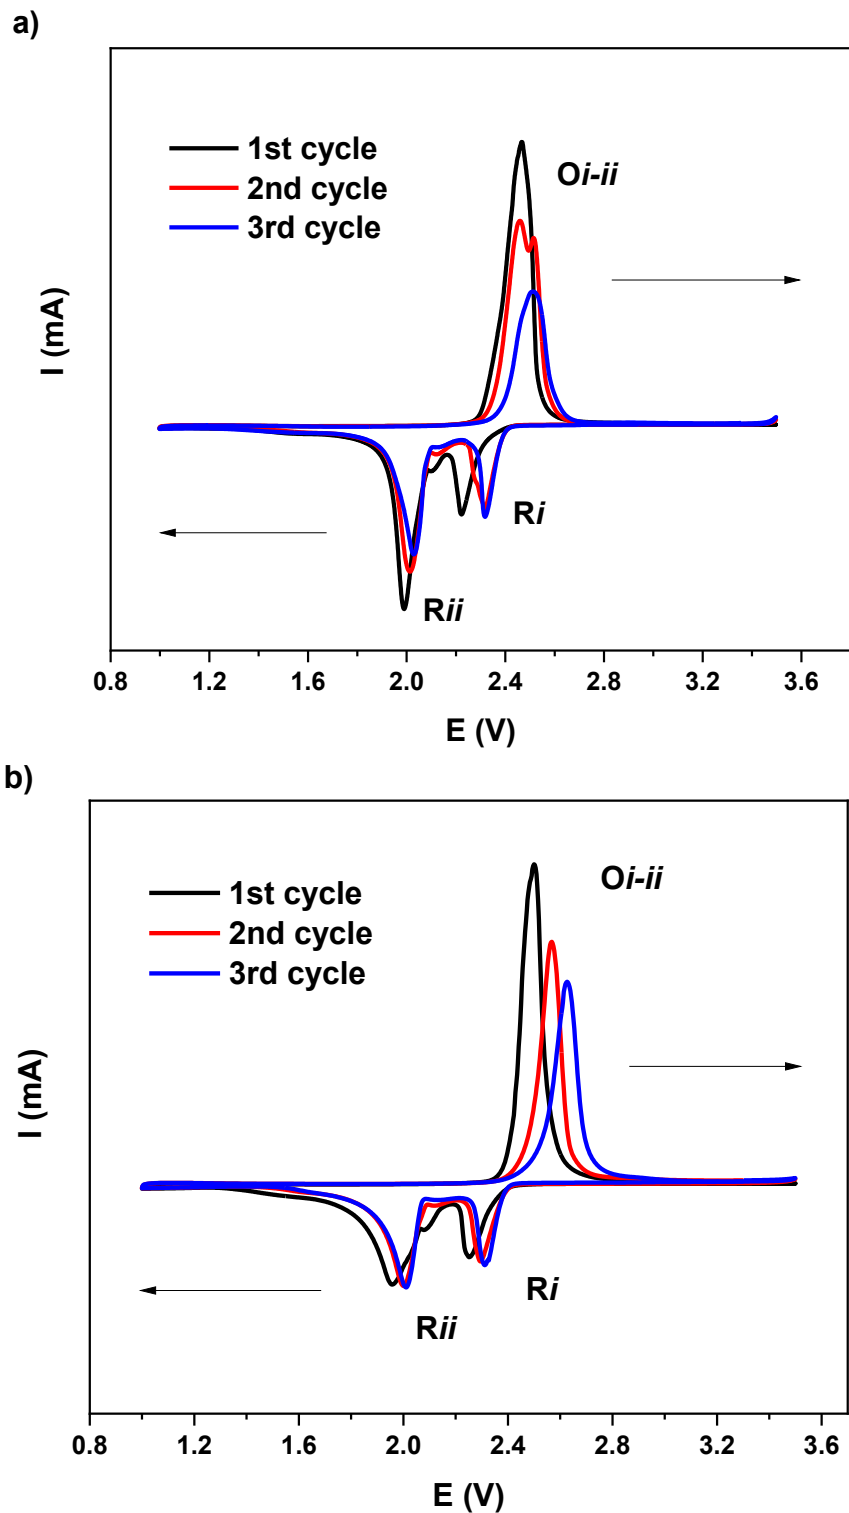 a)
1st cycle
2nd cycle
3rd cycle
Oi-ii
I (mA)
Ri
Rii
0.8 1.2 1.6 2.0 2.4 2.8 3.2 3.6
E (V)
b)
Oi-ii
1st cycle
2nd cycle
3rd cycle
I (mA)
Ri
Rii
0.8 1.2 1.6 2.0 2.4 2.8 3.2 3.6
E (V)